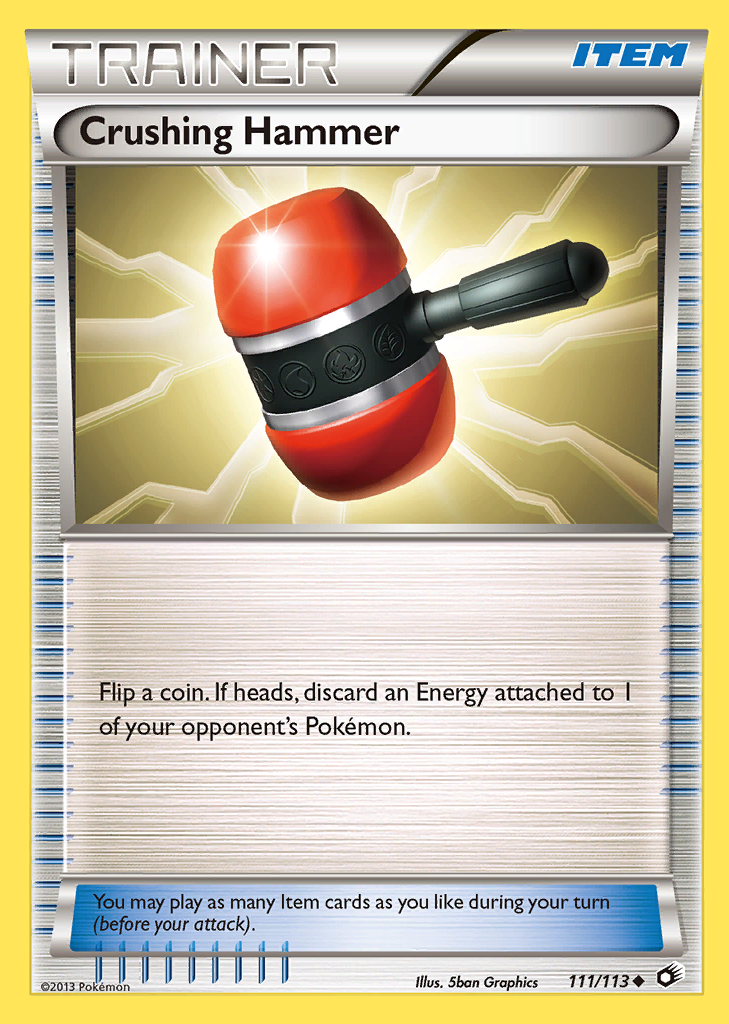 TRAINER
ITEM
Crushing Hammer
Flip a coin. If heads, discard an Energy attached to 1
of your opponent's Pokémon.
You may play as many Item cards as you like during your turn
(before your attack).
©2013 Pokémon
Illus. 5ban Graphics
111/113